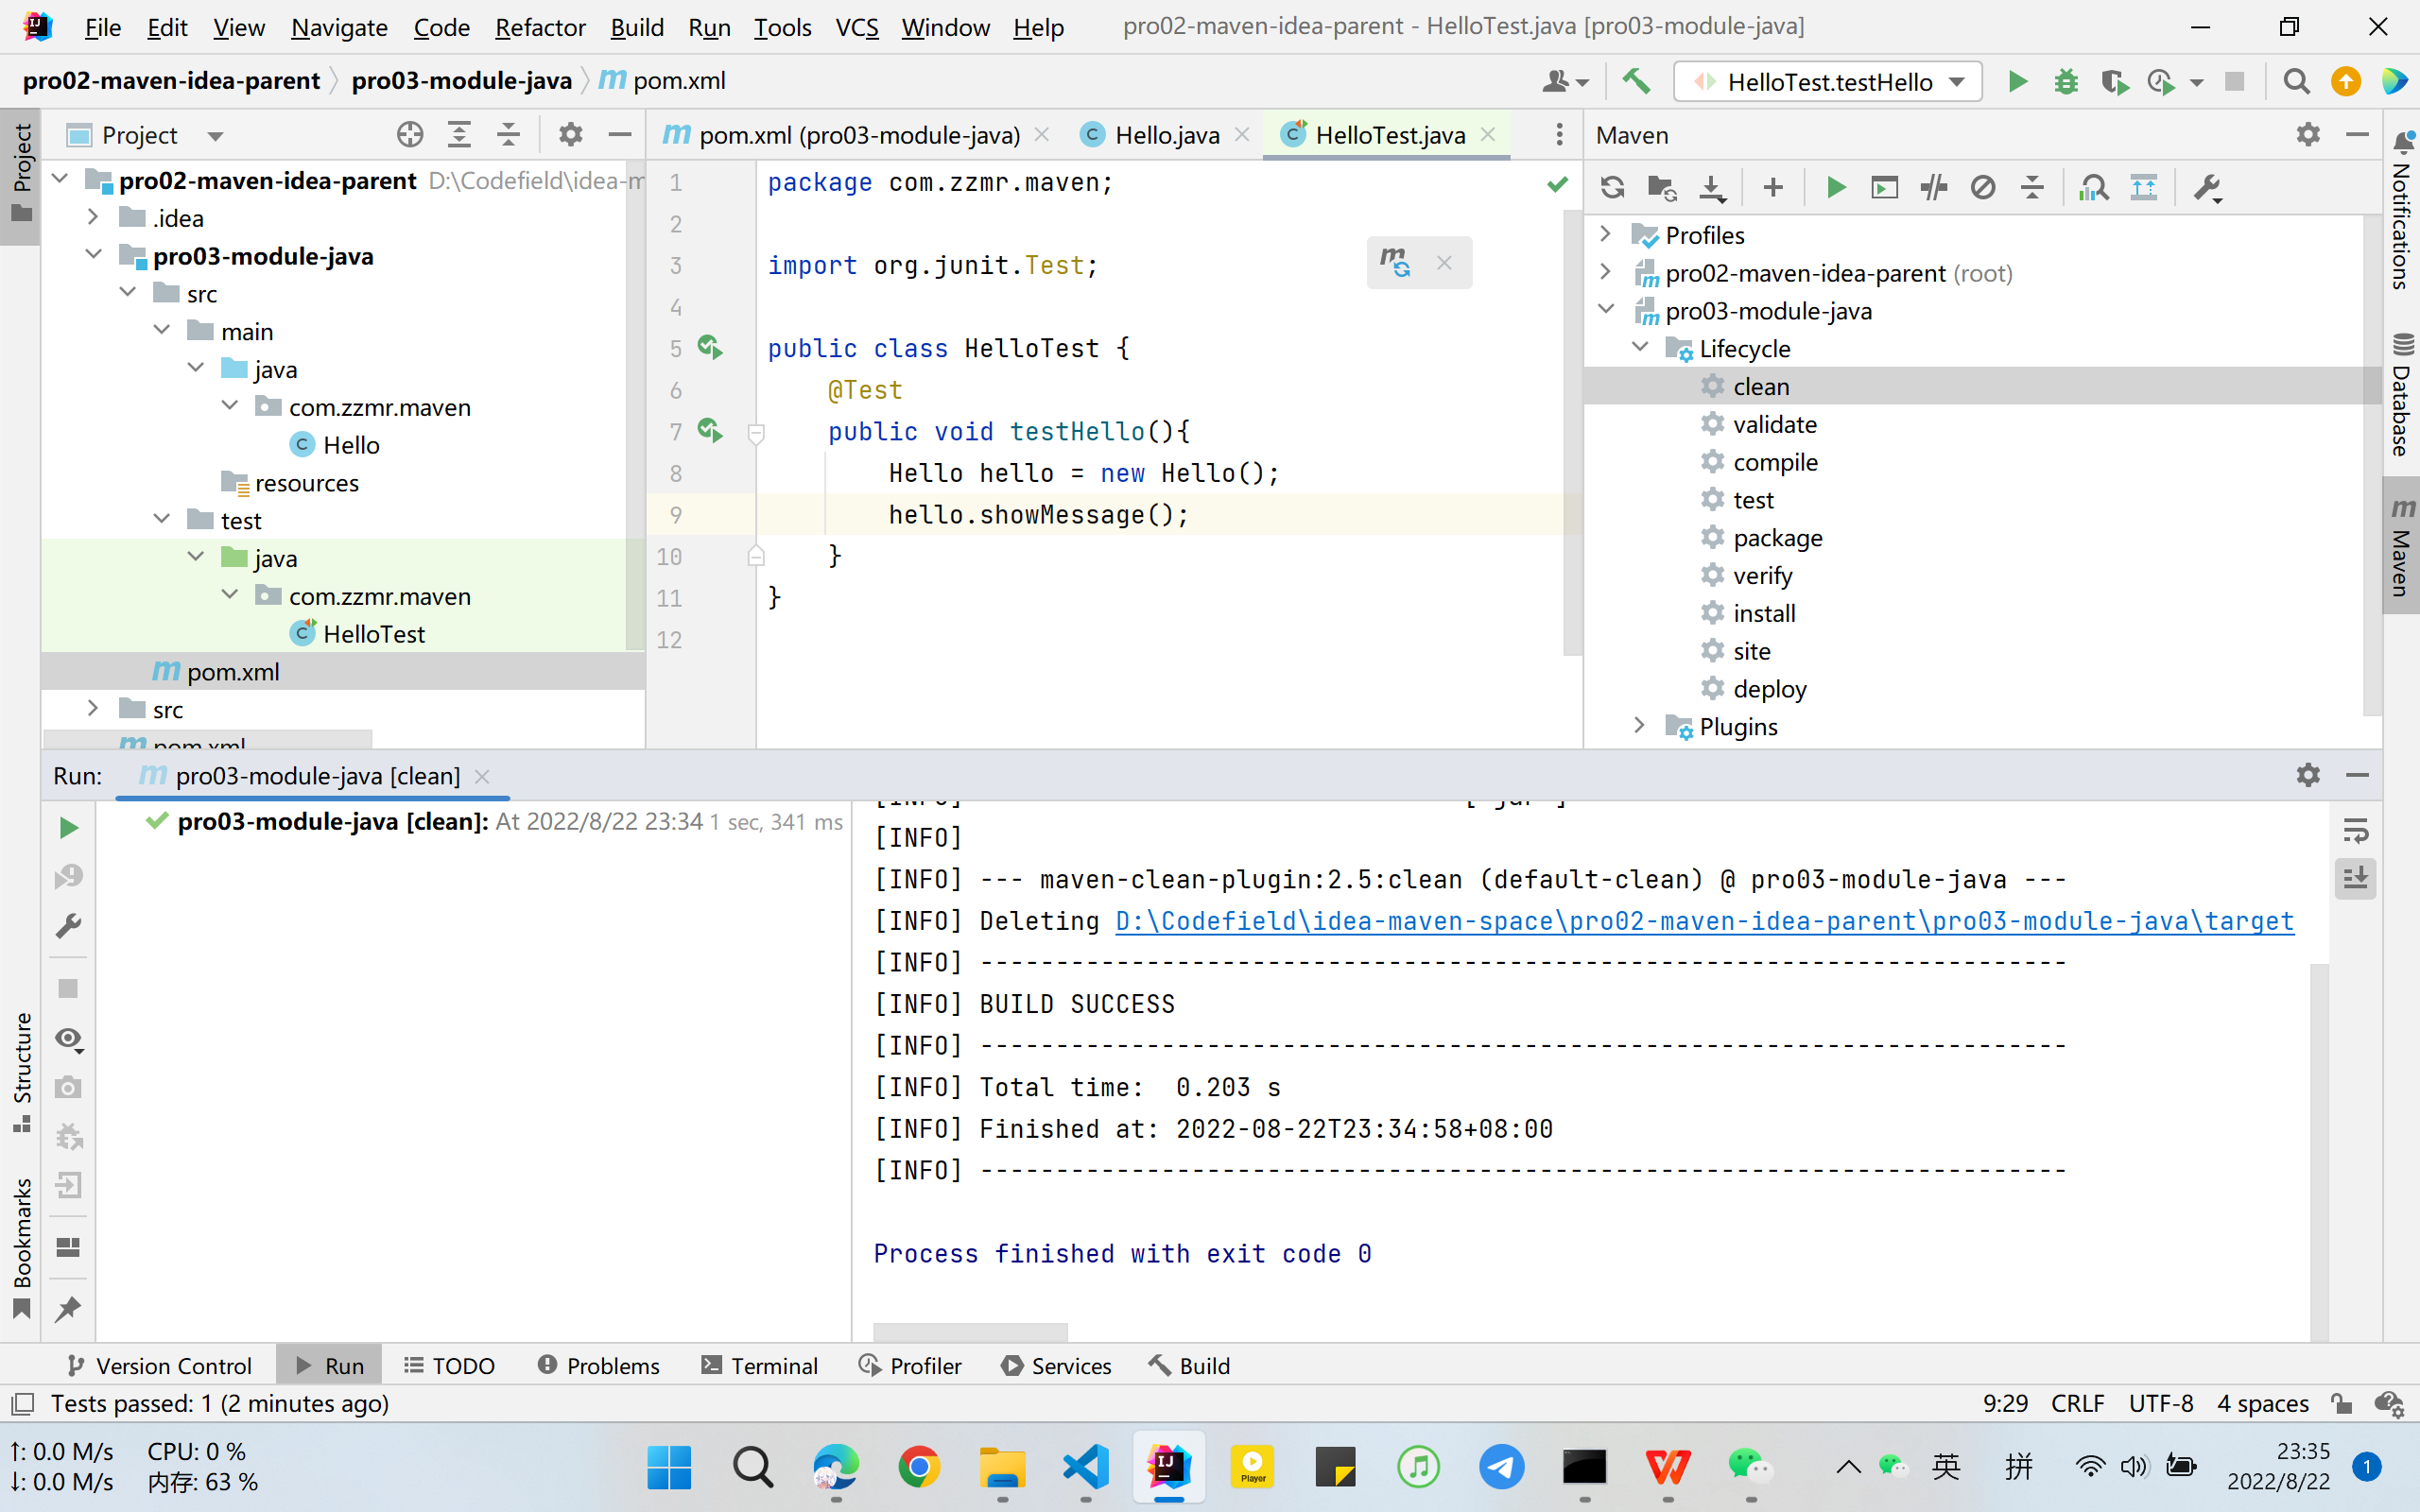 File Edit View Navigate Code Refactor Build Run Tools VCS Window Help pro02-maven-idea-parent - HelloTest.java [pro03-module-java]
pro02-maven-idea-parent pro03-module-java pom.xml HelloTest.testHello
Project
Project
pro02-maven-idea-parent D:\Codefield\idea-m
.idea
pro03-module-java
src
main
java
com.zzmr.maven
Hello
resources
test
java
com.zzmr.maven
HelloTest
pom.xml
src
pom.xml
pom.xml (pro03-module-java) Hello.java HelloTest.java
1 package com.zzmr.maven;
2
3 import org.junit.Test;
4
5 public class HelloTest {
6 @Test
7 public void testHello(){
8 Hello hello = new Hello();
9 hello.showMessage();
10 }
11 }
12
Maven
Profiles
pro02-maven-idea-parent (root)
pro03-module-java
Lifecycle
clean
validate
compile
test
package
verify
install
site
deploy
Plugins
Notifications
Database
Maven
Run: pro03-module-java [clean]
pro03-module-java [clean]: At 2022/8/22 23:34 1 sec, 341 ms
[INFO]
[INFO] --- maven-clean-plugin:2.5:clean (default-clean) @ pro03-module-java ---
[INFO] Deleting D:\Codefield\idea-maven-space\pro02-maven-idea-parent\pro03-module-java\target
[INFO] ------------------------------------------------------------------------
[INFO] BUILD SUCCESS
[INFO] ------------------------------------------------------------------------
[INFO] Total time:  0.203 s
[INFO] Finished at: 2022-08-22T23:34:58+08:00
[INFO] ------------------------------------------------------------------------
Process finished with exit code 0
Structure
Bookmarks
Version Control Run TODO Problems Terminal Profiler Services Build
Tests passed: 1 (2 minutes ago) 9:29 CRLF UTF-8 4 spaces
↑: 0.0 M/s CPU: 0 %
↓: 0.0 M/s 内存: 63 %
Player
英 拼
23:35
2022/8/22
1